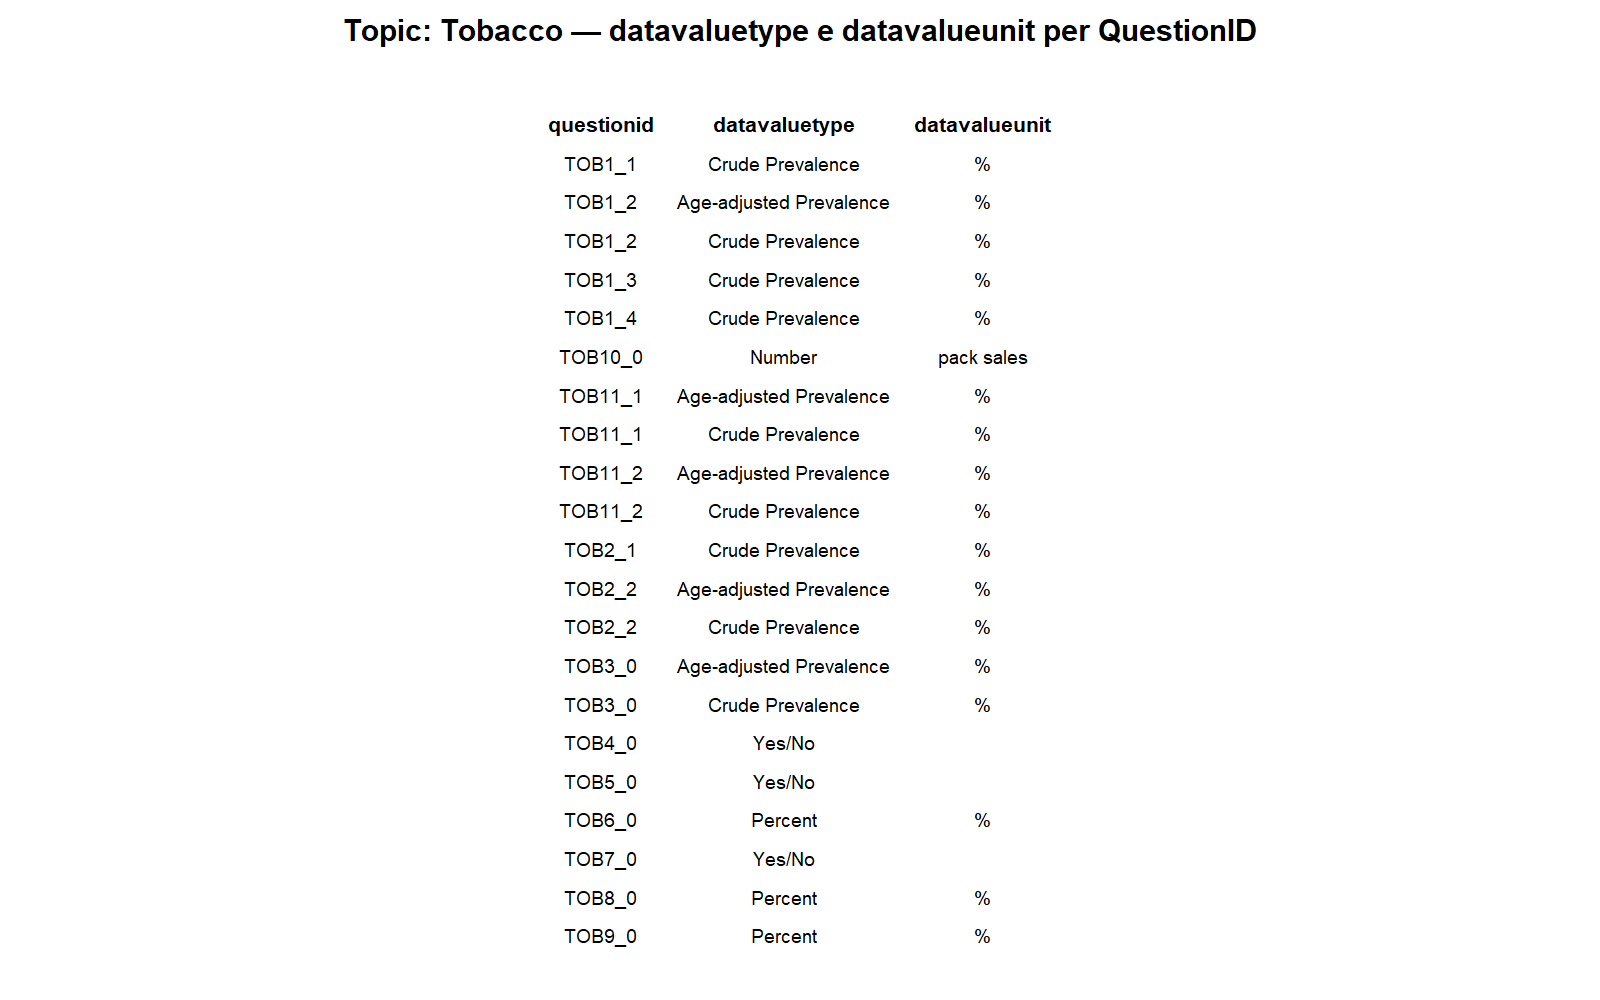 Topic: Tobacco — datavaluetype e datavalueunit per QuestionID
questionid datavaluetype datavalueunit
TOB1_1 Crude Prevalence %
TOB1_2 Age-adjusted Prevalence %
TOB1_2 Crude Prevalence %
TOB1_3 Crude Prevalence %
TOB1_4 Crude Prevalence %
TOB10_0 Number pack sales
TOB11_1 Age-adjusted Prevalence %
TOB11_1 Crude Prevalence %
TOB11_2 Age-adjusted Prevalence %
TOB11_2 Crude Prevalence %
TOB2_1 Crude Prevalence %
TOB2_2 Age-adjusted Prevalence %
TOB2_2 Crude Prevalence %
TOB3_0 Age-adjusted Prevalence %
TOB3_0 Crude Prevalence %
TOB4_0 Yes/No
TOB5_0 Yes/No
TOB6_0 Percent %
TOB7_0 Yes/No
TOB8_0 Percent %
TOB9_0 Percent %